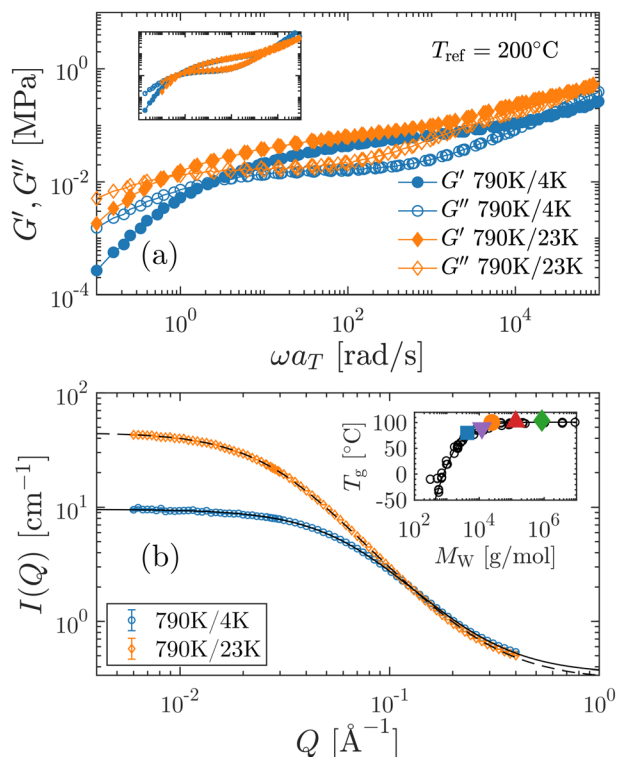 (a)
T_ref = 200°C
10^0
10^-2
10^-4
G′, G″ [MPa]
G′ 790K/4K
G″ 790K/4K
G′ 790K/23K
G″ 790K/23K
10^0 10^2 10^4
ωa_T [rad/s]
10^2
10^1
10^0
I(Q) [cm^−1]
(b)
T_g [°C]
100
50
0
-50
10^2 10^4 10^6
M_W [g/mol]
790K/4K
790K/23K
10^-2 10^-1 10^0
Q [Å^−1]